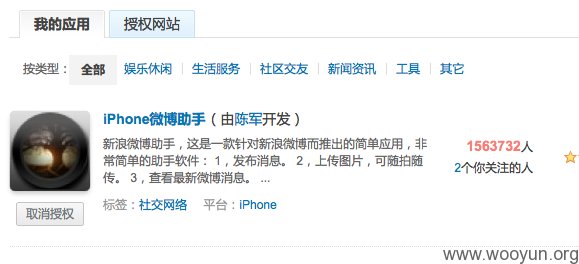 我的应用 授权网站
按类型： 全部 娱乐休闲 生活服务 社区交友 新闻资讯 工具 其它
iPhone微博助手（由陈军开发）
新浪微博助手，这是一款针对新浪微博而推出的简单应用，非
常简单的助手软件： 1，发布消息。 2，上传图片，可随拍随
传。 3，查看最新微博消息。 ...
1563732人
2个你关注的人
标签：社交网络 平台：iPhone
取消授权
www.wooyun.org